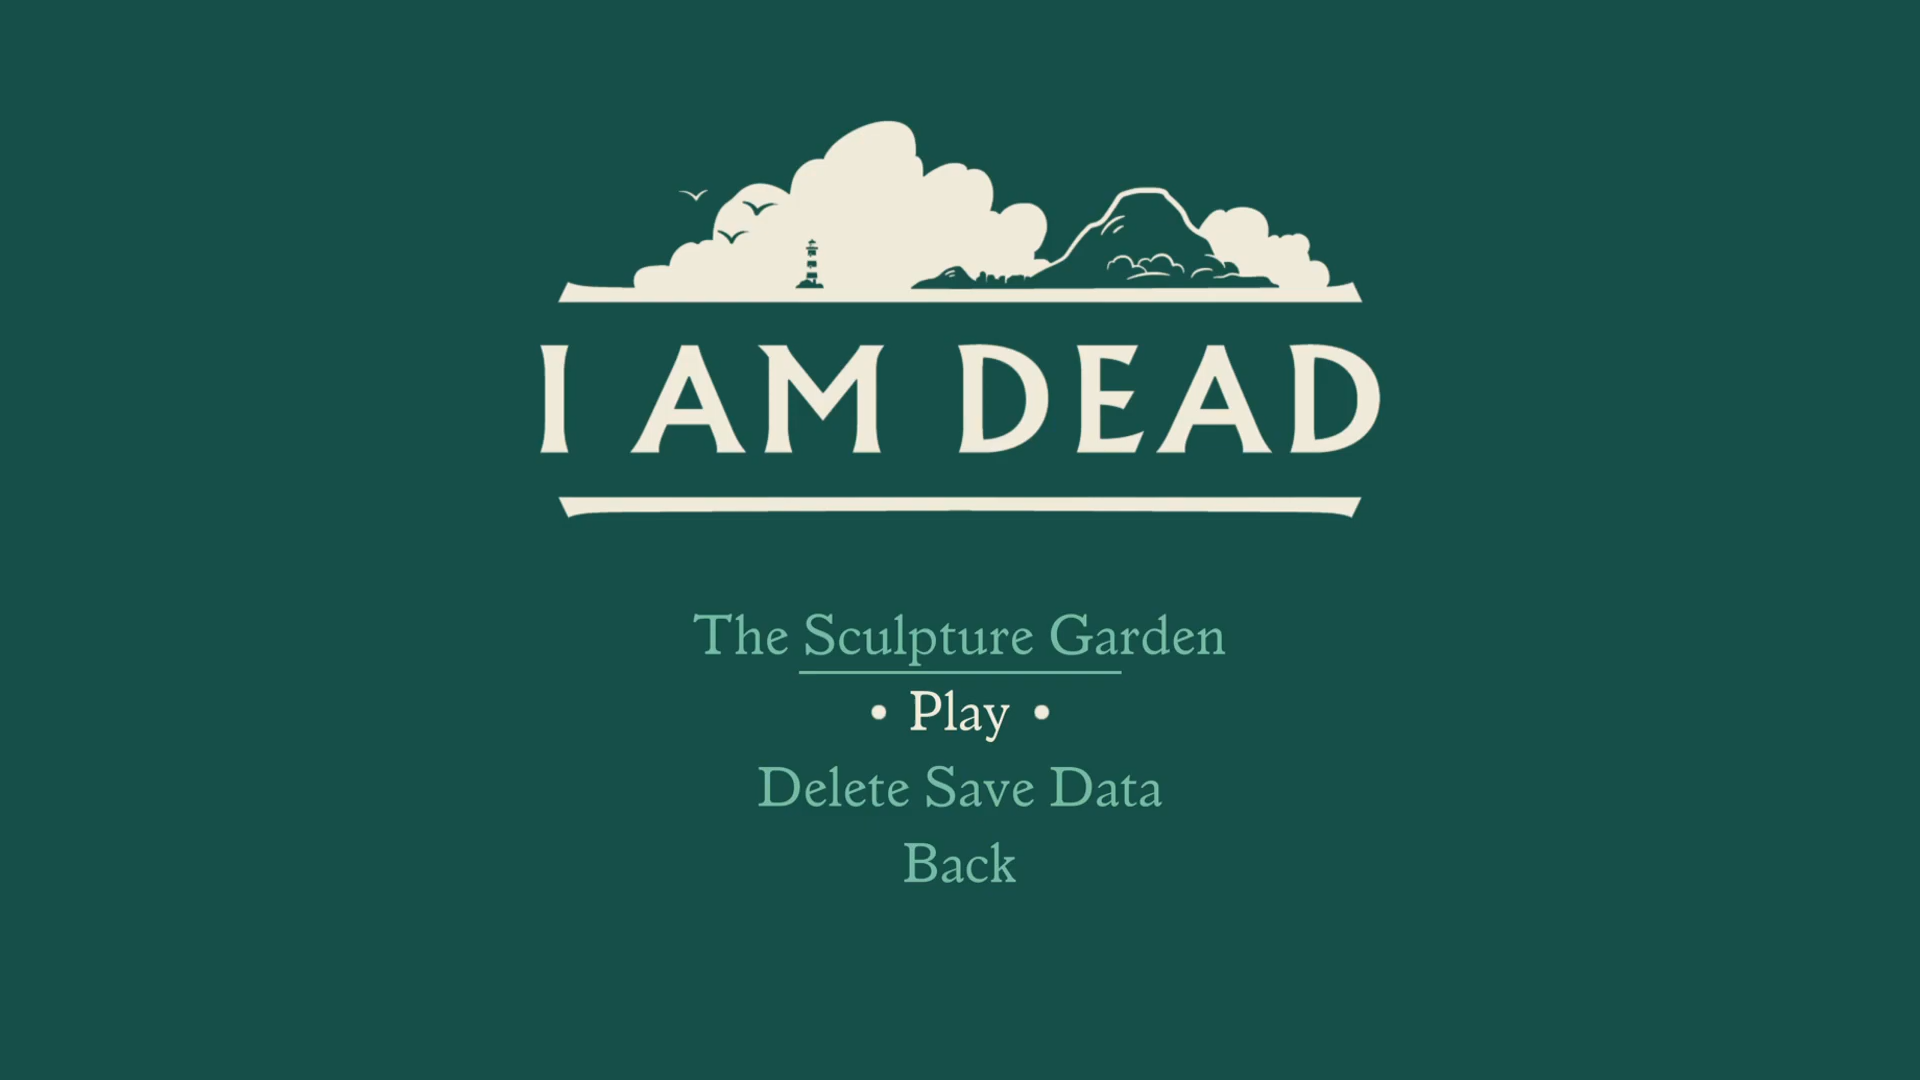 I AM DEAD
The Sculpture Garden
• Play •
Delete Save Data
Back